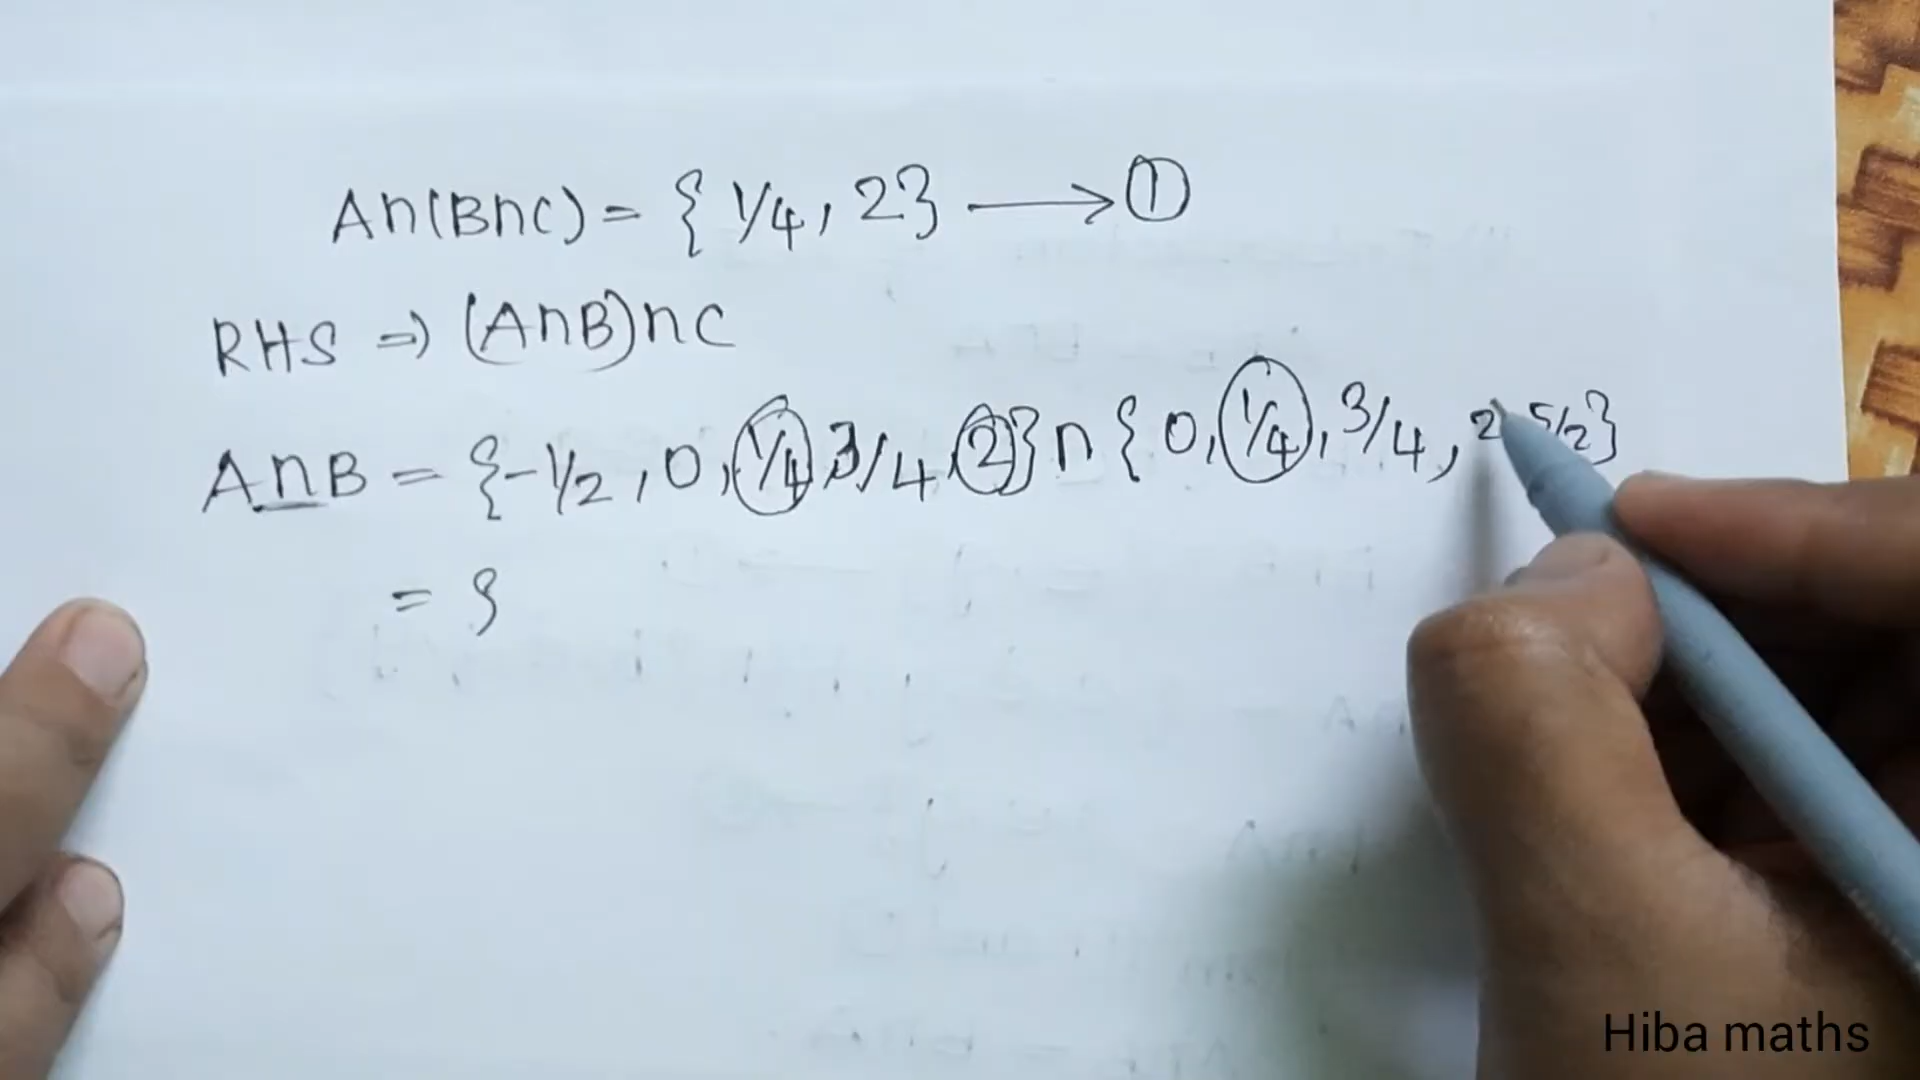 A∩(B∩C) = { 1/4, 2} ⟶ ①
RHS ⇒ (A∩B)∩C
A∩B = {-1/2, 0, 1/4, 3/4, 2} ∩ { 0, 1/4, 3/4, 2, 5/2}
= {
Hiba maths